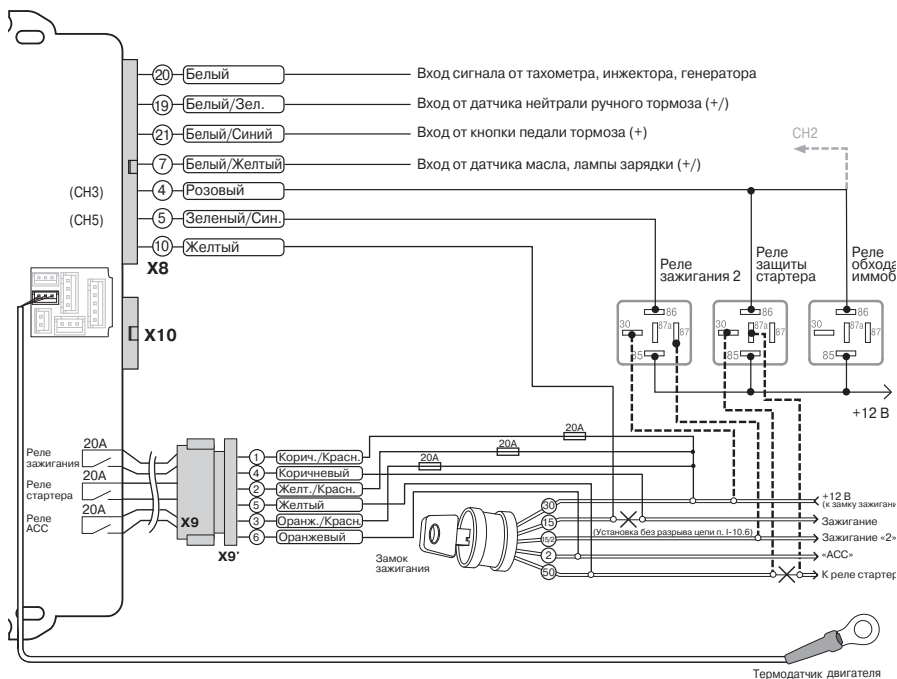 20 Белый Вход сигнала от тахометра, инжектора, генератора
19 Белый/Зел. Вход от датчика нейтрали ручного тормоза (+/)
21 Белый/Синий Вход от кнопки педали тормоза (+)
CH2
7 Белый/Желтый Вход от датчика масла, лампы зарядки (+/)
(CH3) 4 Розовый
(CH5) 5 Зеленый/Син.
10 Желтый
X8
Реле
зажигания 2
Реле
защиты
стартера
Реле
обхода
иммоб
86 86 86
30 87a 87 30 87a 87 30 87a 87
85 85 85
X10
+12 В
20A
1 Корич./Красн.
20A
4 Коричневый
20A
2 Желт./Красн.
5 Желтый
3 Оранж./Красн.
6 Оранжевый
Реле
зажигания
20A
Реле
стартера
20A
Реле
АСС
20A
X9
X9'
Замок
зажигания
30
15
15/2
2
50
+12 В
(к замку зажигани
Зажигание
(Установка без разрыва цепи п. I-10.6)
Зажигание «2»
«АСС»
К реле стартер
Термодатчик двигателя